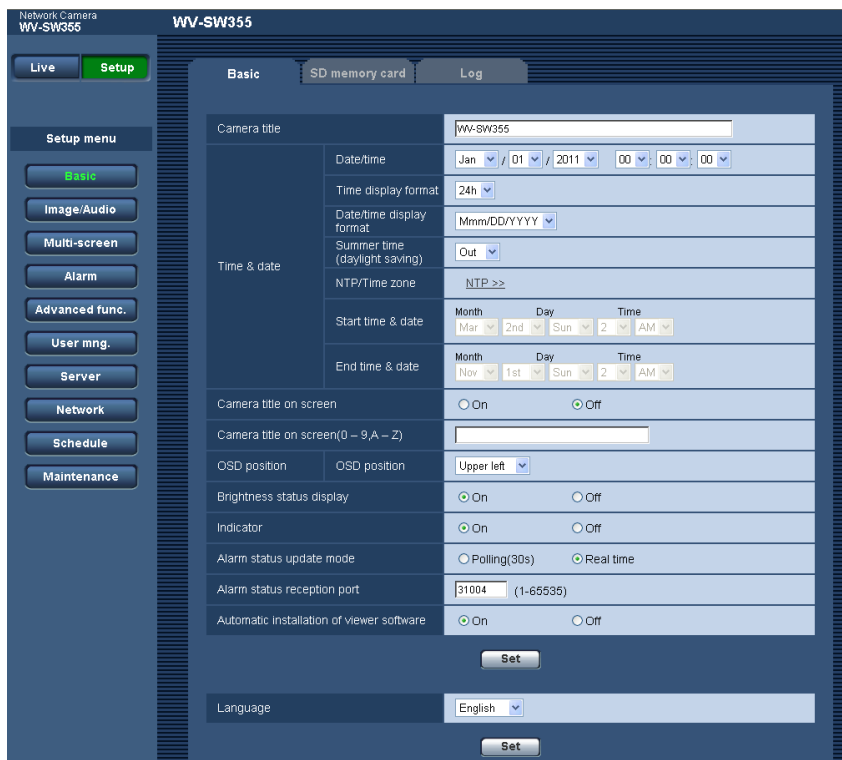 Network Camera
WV-SW355
WV-SW355
Live Setup
Basic SD memory card Log
Setup menu
Basic
Image/Audio
Multi-screen
Alarm
Advanced func.
User mng.
Server
Network
Schedule
Maintenance
Camera title WV-SW355
Time & date
Date/time Jan / 01 / 2011 00 : 00 : 00
Time display format 24h
Date/time display
format Mmm/DD/YYYY
Summer time
(daylight saving) Out
NTP/Time zone NTP >>
Start time & date
Month Day Time
Mar 2nd Sun 2 AM
End time & date
Month Day Time
Nov 1st Sun 2 AM
Camera title on screen On Off
Camera title on screen(0 – 9,A – Z)
OSD position OSD position Upper left
Brightness status display On Off
Indicator On Off
Alarm status update mode Polling(30s) Real time
Alarm status reception port 31004 (1-65535)
Automatic installation of viewer software On Off
Set
Language English
Set